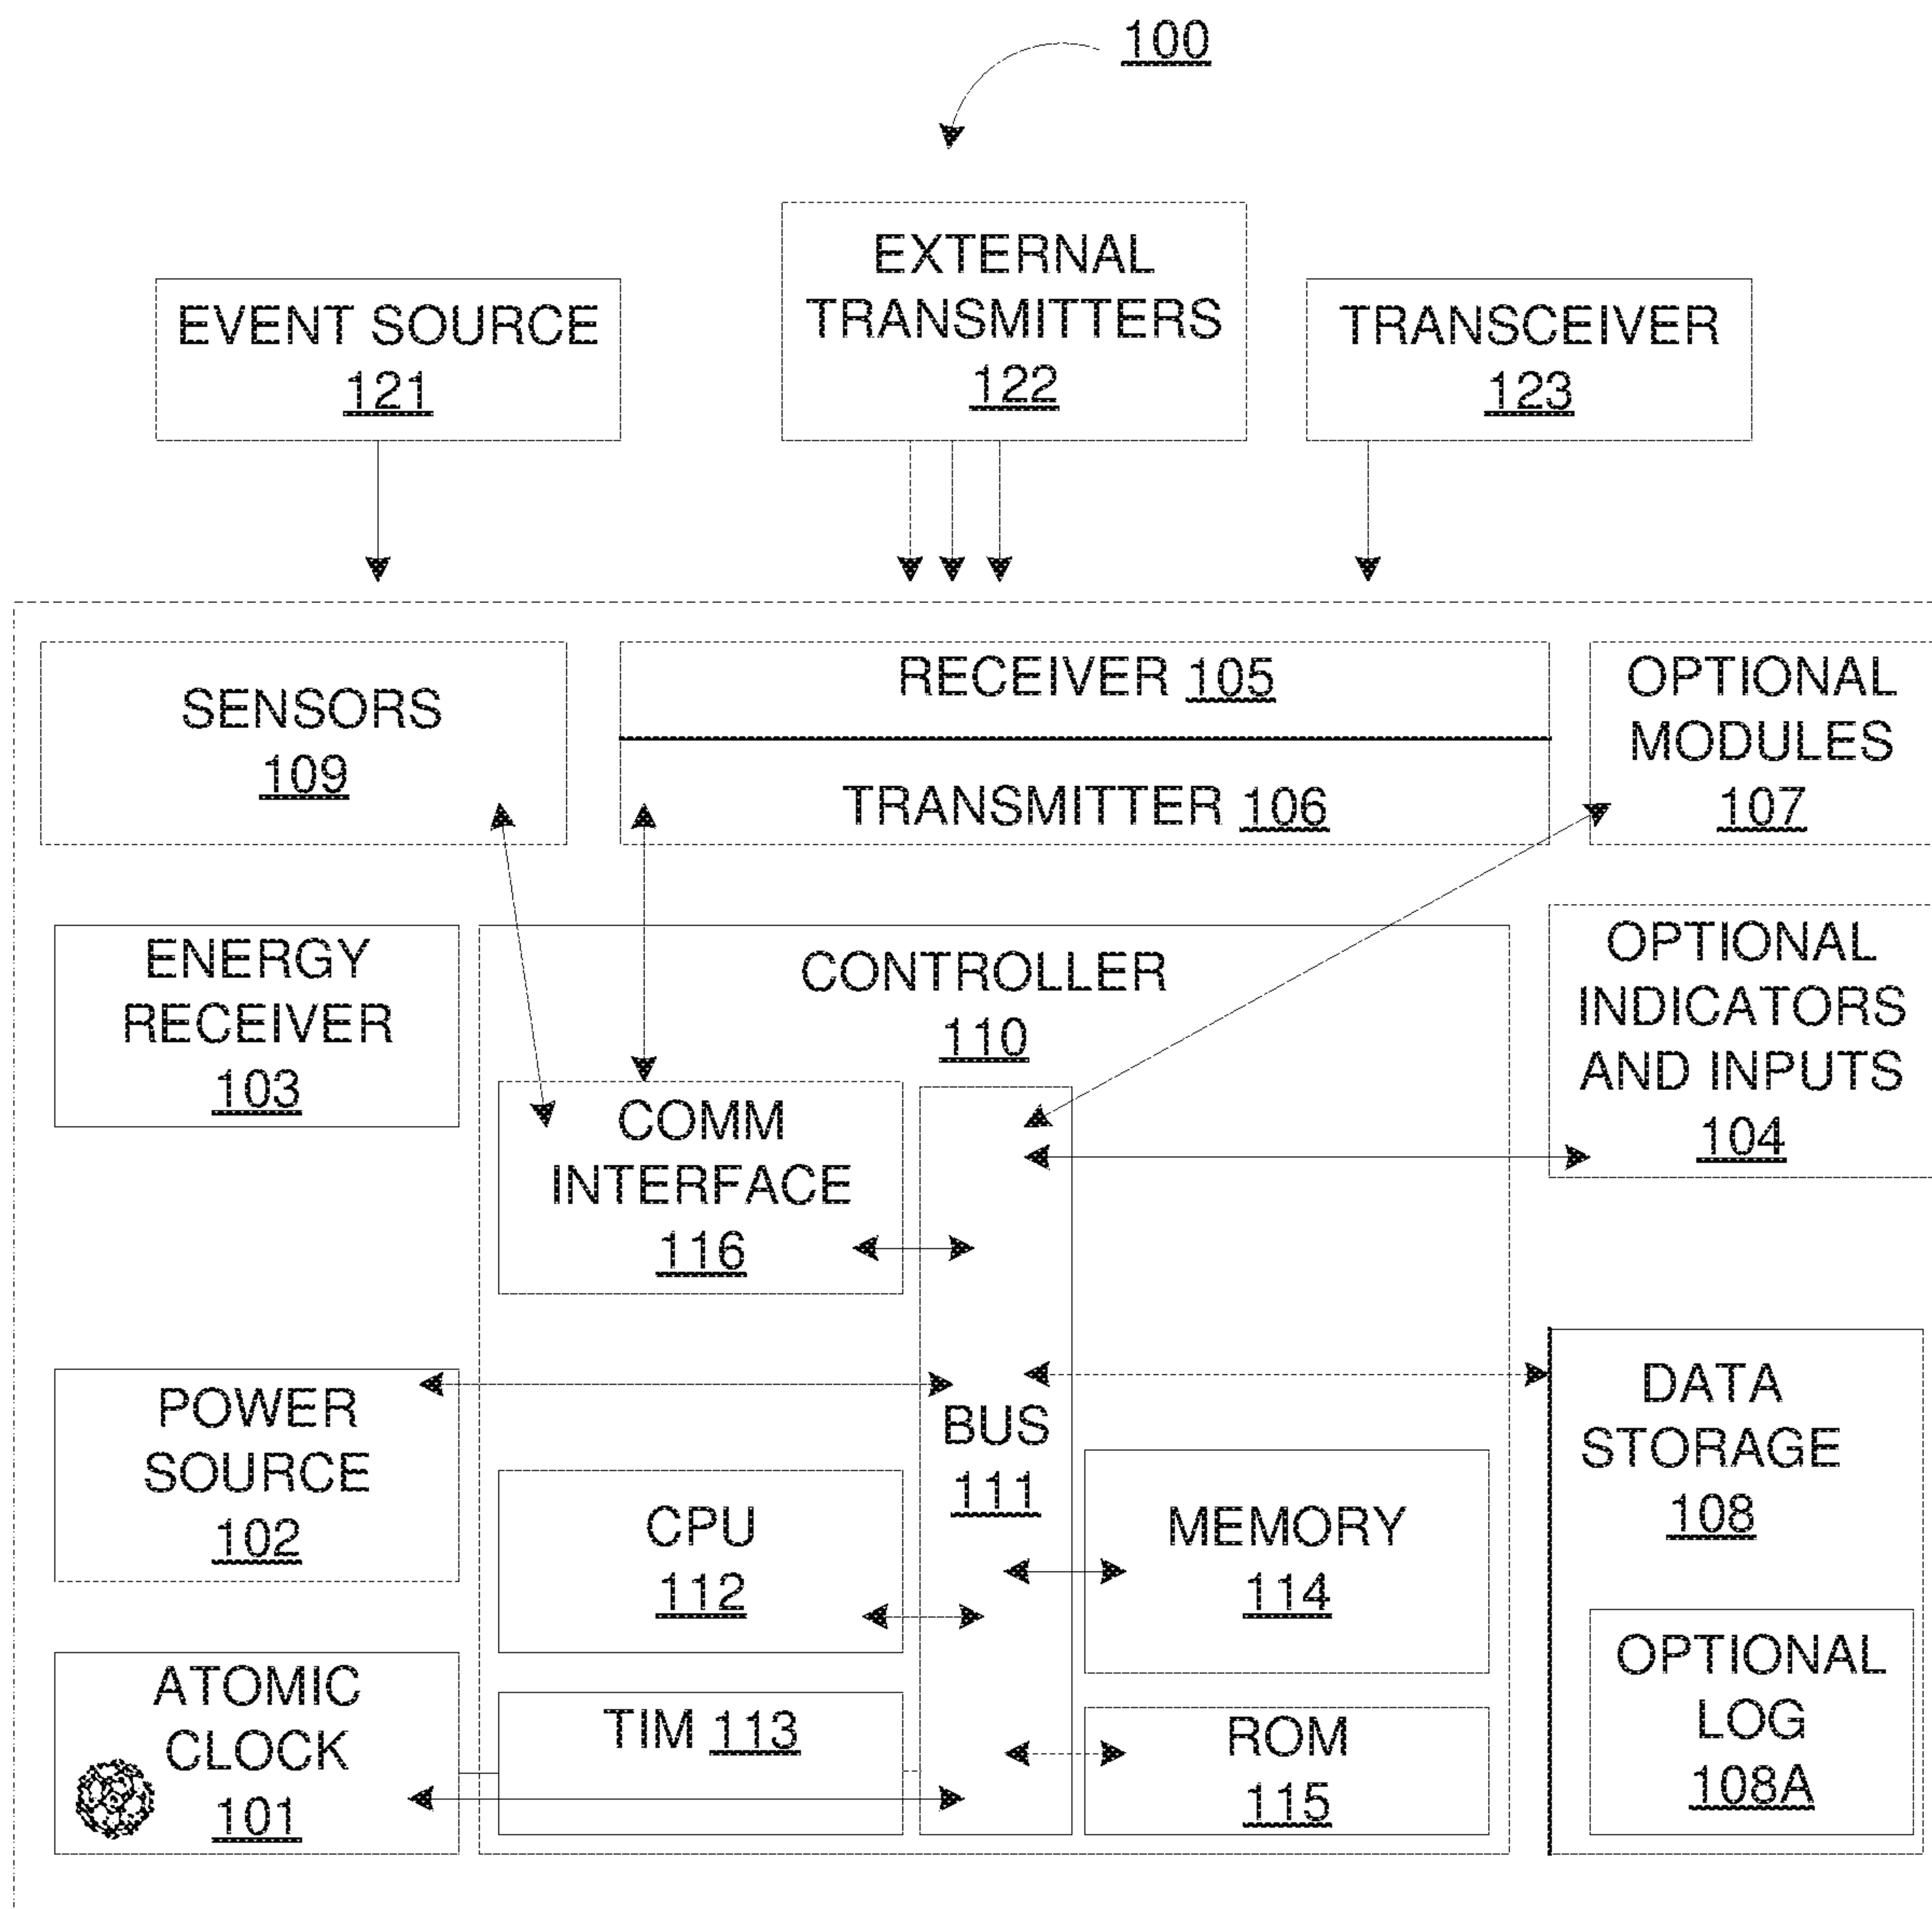 100
EXTERNAL
TRANSMITTERS
122
EVENT SOURCE
121
TRANSCEIVER
123
SENSORS
109
RECEIVER 105
TRANSMITTER 106
OPTIONAL
MODULES
107
ENERGY
RECEIVER
103
CONTROLLER
110
OPTIONAL
INDICATORS
AND INPUTS
104
COMM
INTERFACE
116
POWER
SOURCE
102
BUS
111
DATA
STORAGE
108
CPU
112
MEMORY
114
ATOMIC
CLOCK
101
TIM 113
ROM
115
OPTIONAL
LOG
108A